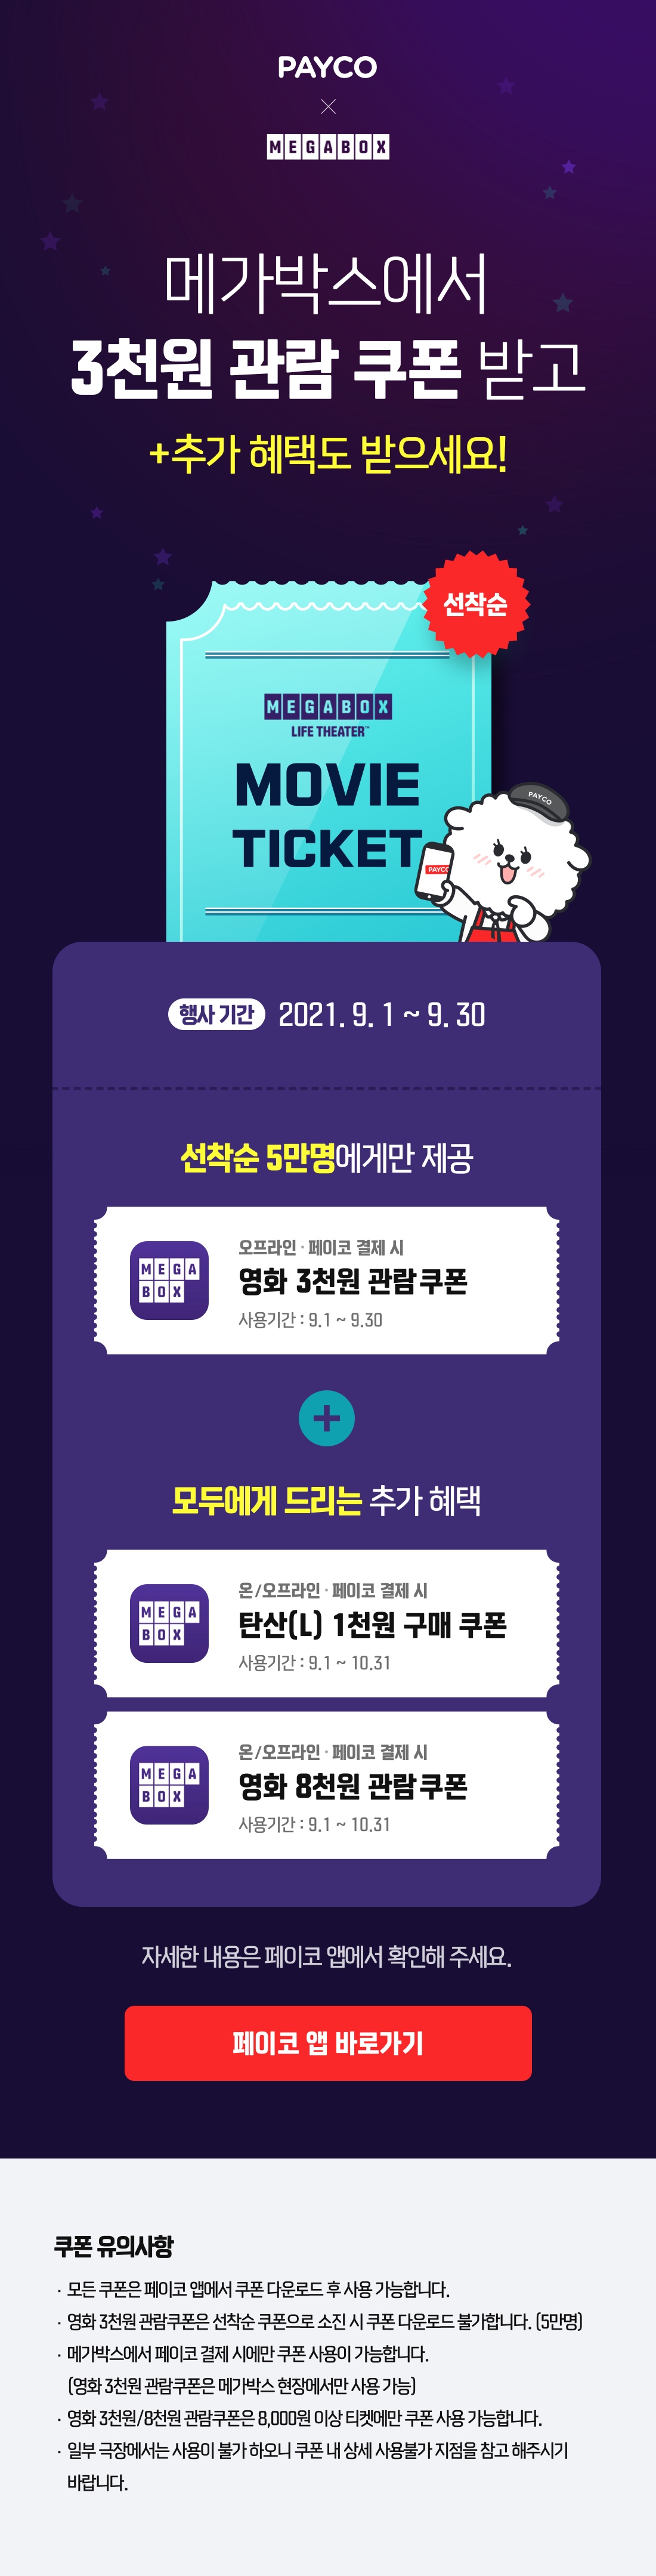 PAYCO
×
MEGABOX
메가박스에서
3천원 관람 쿠폰 받고
+추가 혜택도 받으세요!
선착순
MEGABOX
LIFE THEATER™
MOVIE
TICKET
PAYCO
PAYCO
행사 기간 2021. 9. 1 ~ 9. 30
선착순 5만명에게만 제공
MEGA
BOX
오프라인 · 페이코 결제 시
영화 3천원 관람쿠폰
사용기간 : 9.1 ~ 9.30
+
모두에게 드리는 추가 혜택
MEGA
BOX
온/오프라인 · 페이코 결제 시
탄산(L) 1천원 구매 쿠폰
사용기간 : 9.1 ~ 10.31
MEGA
BOX
온/오프라인 · 페이코 결제 시
영화 8천원 관람쿠폰
사용기간 : 9.1 ~ 10.31
자세한 내용은 페이코 앱에서 확인해 주세요.
페이코 앱 바로가기
쿠폰 유의사항
· 모든 쿠폰은 페이코 앱에서 쿠폰 다운로드 후 사용 가능합니다.
· 영화 3천원 관람쿠폰은 선착순 쿠폰으로 소진 시 쿠폰 다운로드 불가합니다. (5만명)
· 메가박스에서 페이코 결제 시에만 쿠폰 사용이 가능합니다.
(영화 3천원 관람쿠폰은 메가박스 현장에서만 사용 가능)
· 영화 3천원/8천원 관람쿠폰은 8,000원 이상 티켓에만 쿠폰 사용 가능합니다.
· 일부 극장에서는 사용이 불가 하오니 쿠폰 내 상세 사용불가 지점을 참고 해주시기
바랍니다.